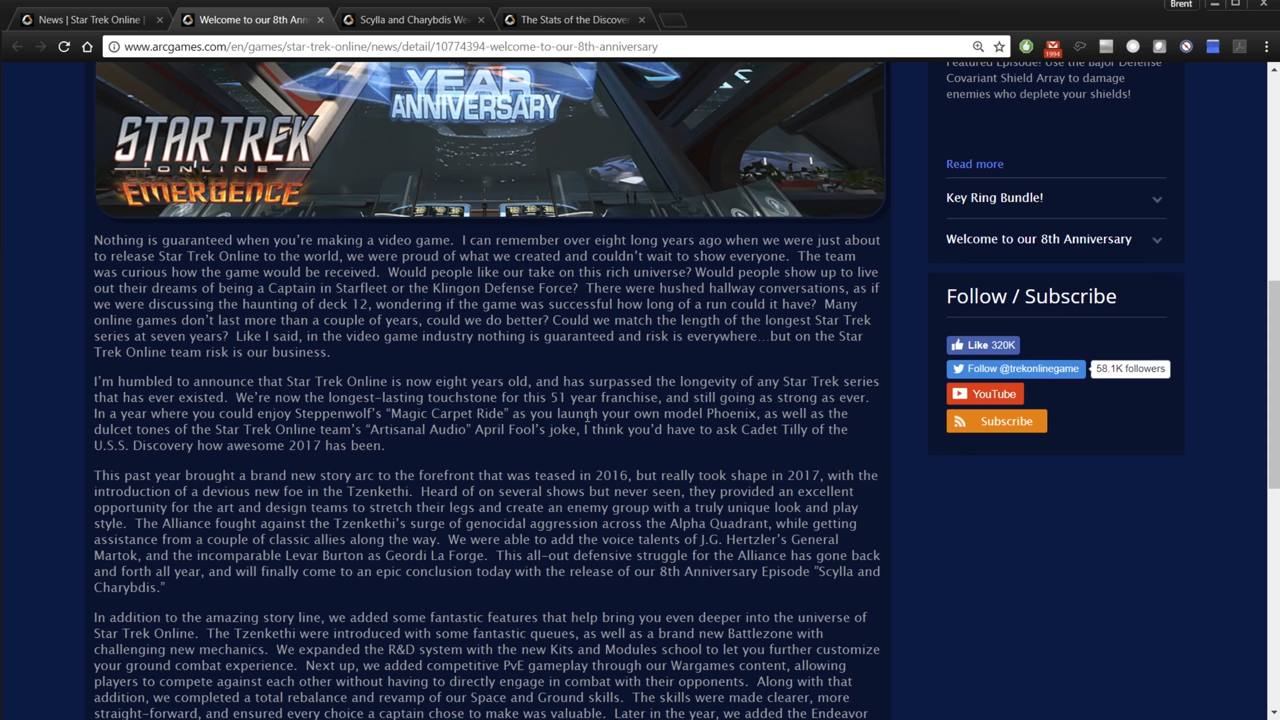 Brent
News | Star Trek Online |
Welcome to our 8th Ann
Scylla and Charybdis We
The Stats of the Discover
www.arcgames.com/en/games/star-trek-online/news/detail/10774394-welcome-to-our-8th-anniversary
1994
YEAR
ANNIVERSARY
STAR TREK
ONLINE
EMERGENCE
Nothing is guaranteed when you're making a video game. I can remember over eight long years ago when we were just about
to release Star Trek Online to the world, we were proud of what we created and couldn't wait to show everyone. The team
was curious how the game would be received. Would people like our take on this rich universe? Would people show up to live
out their dreams of being a Captain in Starfleet or the Klingon Defense Force? There were hushed hallway conversations, as if
we were discussing the haunting of deck 12, wondering if the game was successful how long of a run could it have? Many
online games don't last more than a couple of years, could we do better? Could we match the length of the longest Star Trek
series at seven years? Like I said, in the video game industry nothing is guaranteed and risk is everywhere…but on the Star
Trek Online team risk is our business.
I'm humbled to announce that Star Trek Online is now eight years old, and has surpassed the longevity of any Star Trek series
that has ever existed. We're now the longest-lasting touchstone for this 51 year franchise, and still going as strong as ever.
In a year where you could enjoy Steppenwolf's "Magic Carpet Ride" as you launch your own model Phoenix, as well as the
dulcet tones of the Star Trek Online team's "Artisanal Audio" April Fool's joke, I think you'd have to ask Cadet Tilly of the
U.S.S. Discovery how awesome 2017 has been.
This past year brought a brand new story arc to the forefront that was teased in 2016, but really took shape in 2017, with the
introduction of a devious new foe in the Tzenkethi. Heard of on several shows but never seen, they provided an excellent
opportunity for the art and design teams to stretch their legs and create an enemy group with a truly unique look and play
style. The Alliance fought against the Tzenkethi's surge of genocidal aggression across the Alpha Quadrant, while getting
assistance from a couple of classic allies along the way. We were able to add the voice talents of J.G. Hertzler's General
Martok, and the incomparable Levar Burton as Geordi La Forge. This all-out defensive struggle for the Alliance has gone back
and forth all year, and will finally come to an epic conclusion today with the release of our 8th Anniversary Episode "Scylla and
Charybdis."
In addition to the amazing story line, we added some fantastic features that help bring you even deeper into the universe of
Star Trek Online. The Tzenkethi were introduced with some fantastic queues, as well as a brand new Battlezone with
challenging new mechanics. We expanded the R&D system with the new Kits and Modules school to let you further customize
your ground combat experience. Next up, we added competitive PvE gameplay through our Wargames content, allowing
players to compete against each other without having to directly engage in combat with their opponents. Along with that
addition, we completed a total rebalance and revamp of our Space and Ground skills. The skills were made clearer, more
straight-forward, and ensured every choice a captain chose to make was valuable. Later in the year, we added the Endeavor
Featured Episode! Use the Bajor Defense
Covariant Shield Array to damage
enemies who deplete your shields!
Read more
Key Ring Bundle!
Welcome to our 8th Anniversary
Follow / Subscribe
Like 320K
Follow @trekonlinegame
58.1K followers
YouTube
Subscribe